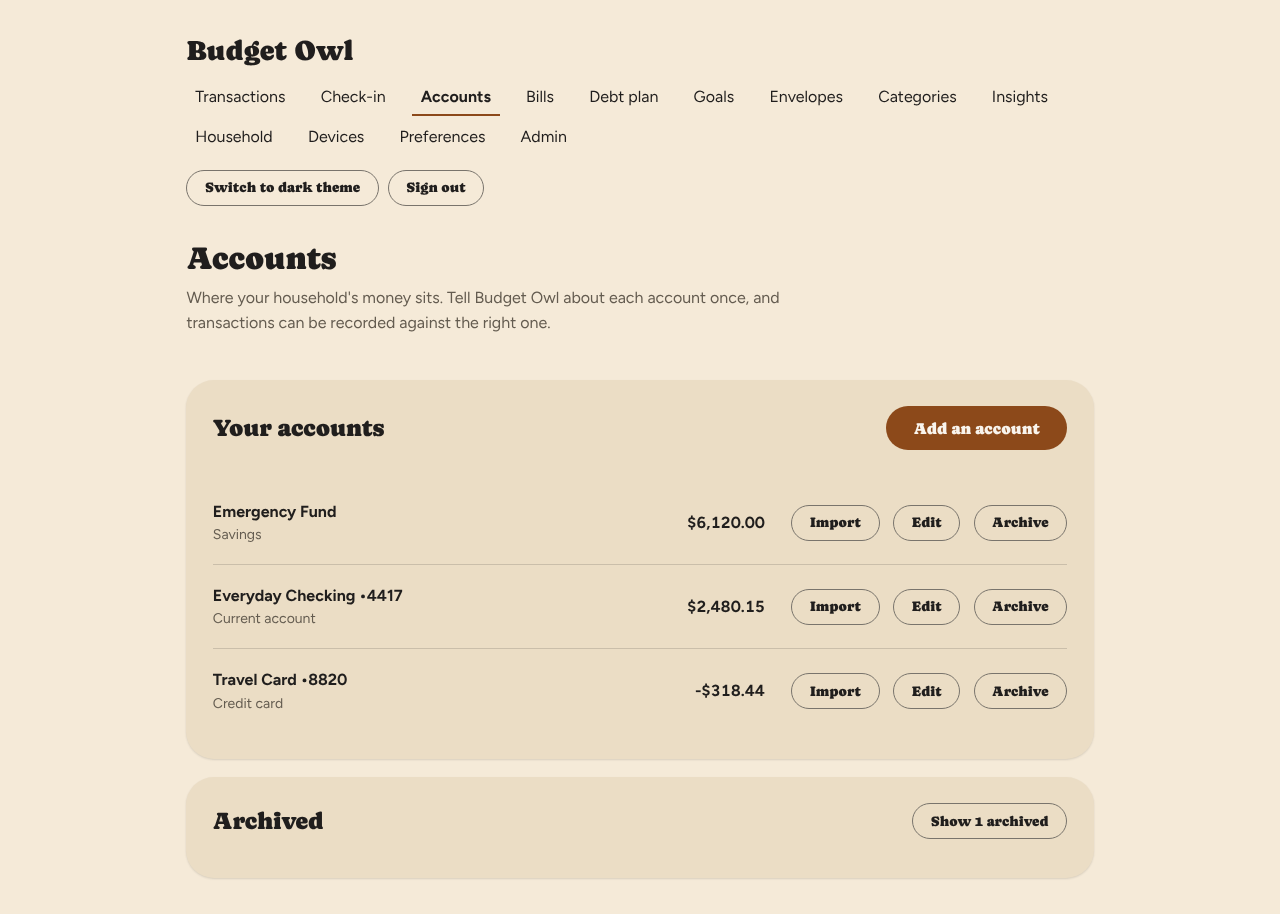 Budget Owl
Transactions Check-in Accounts Bills Debt plan Goals Envelopes Categories Insights
Household Devices Preferences Admin
Switch to dark theme Sign out
Accounts
Where your household's money sits. Tell Budget Owl about each account once, and
transactions can be recorded against the right one.
Your accounts Add an account
Emergency Fund
Savings
$6,120.00 Import Edit Archive
Everyday Checking •4417
Current account
$2,480.15 Import Edit Archive
Travel Card •8820
Credit card
-$318.44 Import Edit Archive
Archived Show 1 archived